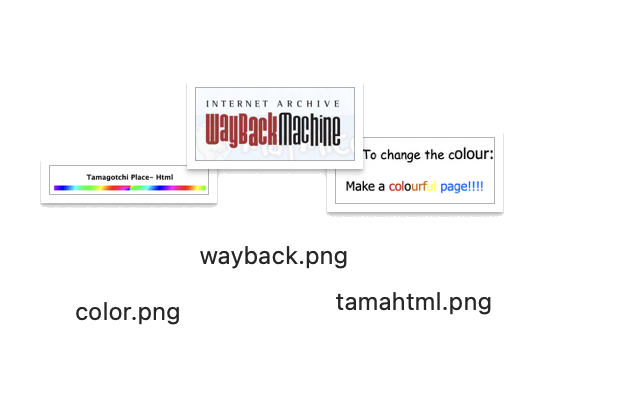 INTERNET ARCHIVE
WayBackMachine
To change the colour:
Tamagotchi Place- Html
Make a colourful page!!!!
wayback.png
tamahtml.png
color.png